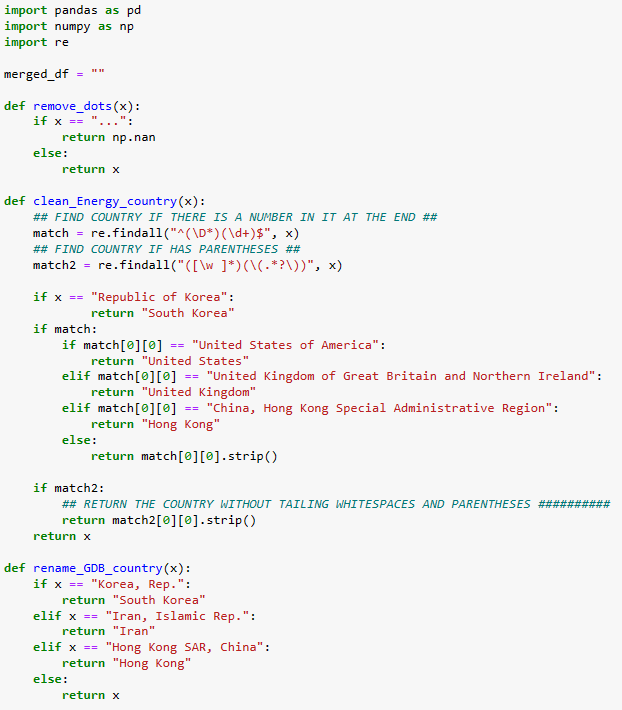 import pandas as pd
import numpy as np
import re

merged_df = ""

def remove_dots(x):
    if x == "...":
        return np.nan
    else:
        return x

def clean_Energy_country(x):
    ## FIND COUNTRY IF THERE IS A NUMBER IN IT AT THE END ##
    match = re.findall("^(\D*)(\d+)$", x)
    ## FIND COUNTRY IF HAS PARENTHESES ##
    match2 = re.findall("([\w ]*)(\(.*?\))", x)

    if x == "Republic of Korea":
            return "South Korea"
    if match:
        if match[0][0] == "United States of America":
            return "United States"
        elif match[0][0] == "United Kingdom of Great Britain and Northern Ireland":
            return "United Kingdom"
        elif match[0][0] == "China, Hong Kong Special Administrative Region":
            return "Hong Kong"
        else:
            return match[0][0].strip()

    if match2:
        ## RETURN THE COUNTRY WITHOUT TAILING WHITESPACES AND PARENTHESES ##########
        return match2[0][0].strip()
    return x

def rename_GDB_country(x):
    if x == "Korea, Rep.":
        return "South Korea"
    elif x == "Iran, Islamic Rep.":
        return "Iran"
    elif x == "Hong Kong SAR, China":
        return "Hong Kong"
    else:
        return x